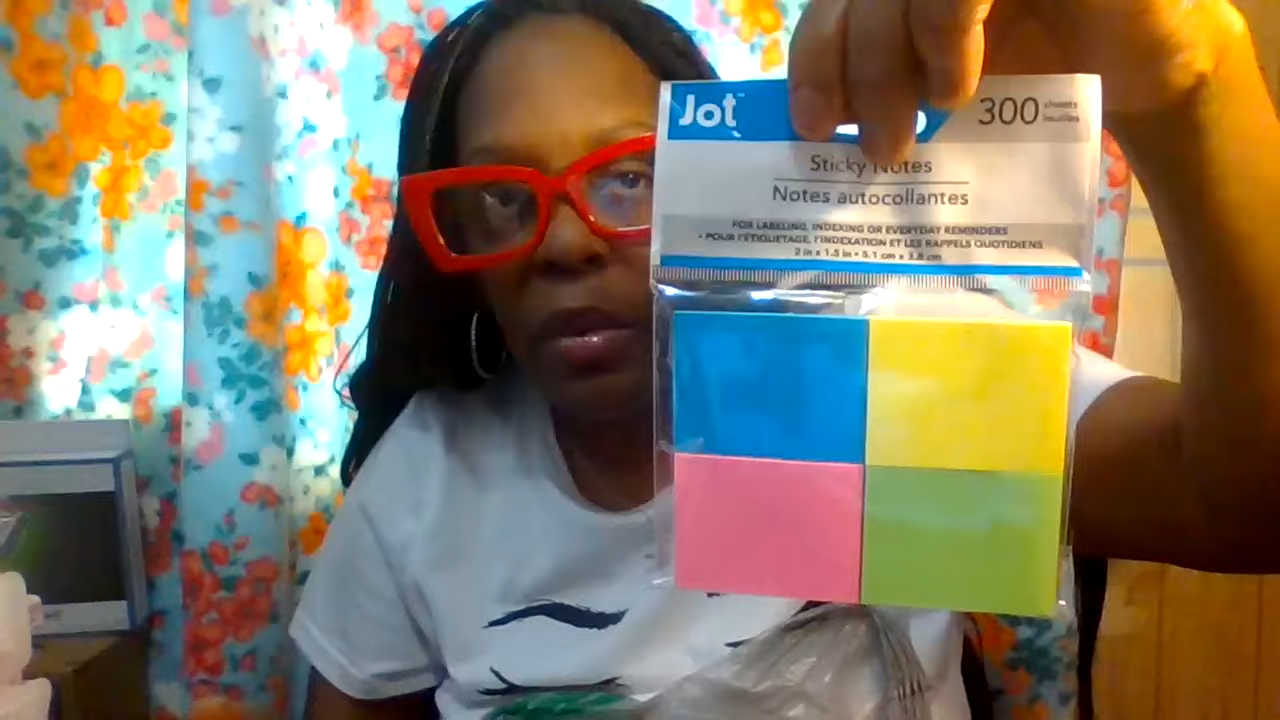 Jot
300 sheets
feuilles
Sticky Notes
Notes autocollantes
FOR LABELING, INDEXING OR EVERYDAY REMINDERS
• POUR l'ÉTIQUETAGE, l'INDEXATION ET LES RAPPELS QUOTIDIENS
2 in x 1.5 in • 5.1 cm x 3.8 cm